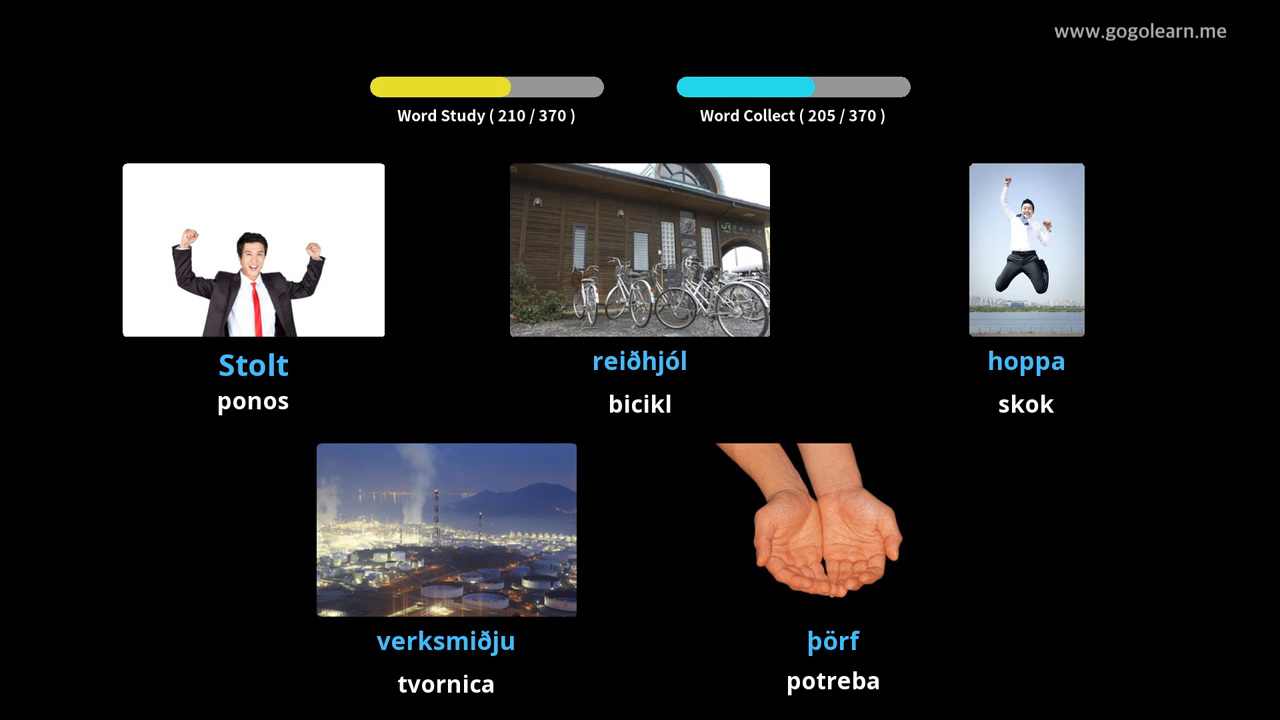 www.gogolearn.me
Word Study ( 210 / 370 )
Word Collect ( 205 / 370 )
Stolt
ponos
reiðhjól
bicikl
hoppa
skok
verksmiðju
tvornica
þörf
potreba